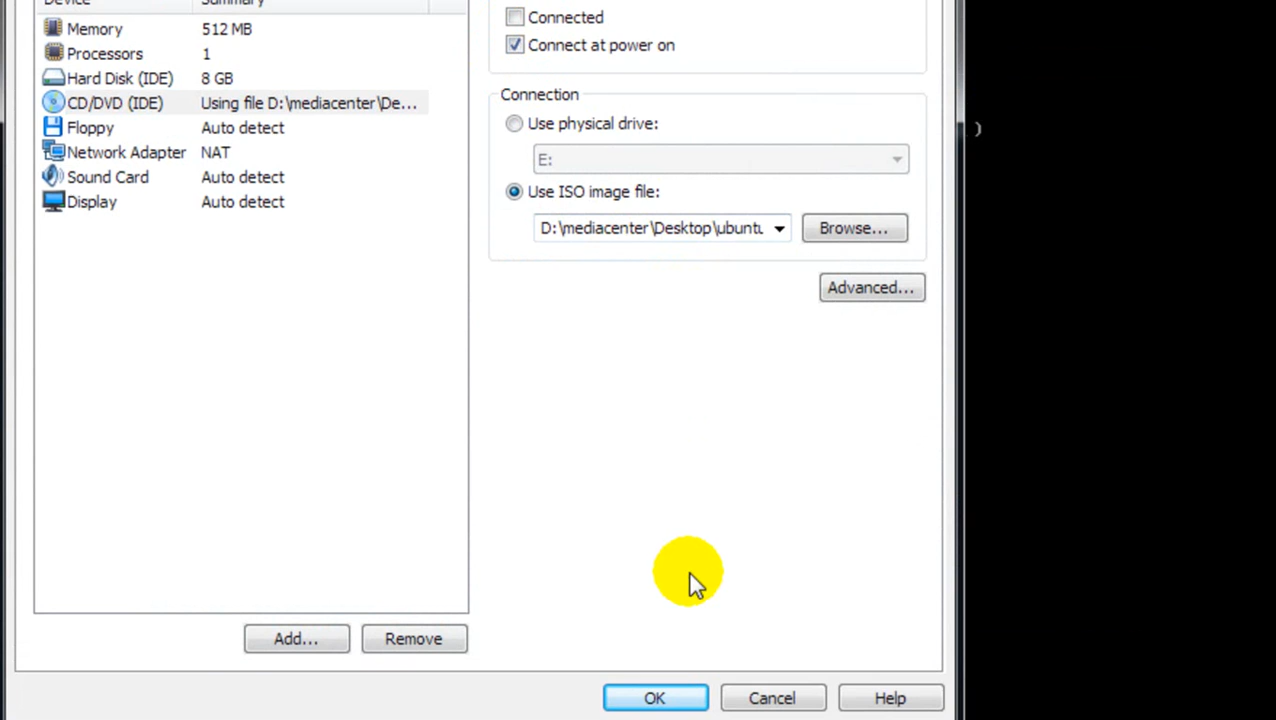 Device Summary
Memory 512 MB
Processors 1
Hard Disk (IDE) 8 GB
CD/DVD (IDE) Using file D:\mediacenter\De...
Floppy Auto detect
Network Adapter NAT
Sound Card Auto detect
Display Auto detect
Add... Remove
Connected
Connect at power on
Connection
Use physical drive:
E:
Use ISO image file:
D:\mediacenter\Desktop\ubuntu Browse...
Advanced...
OK Cancel Help
)